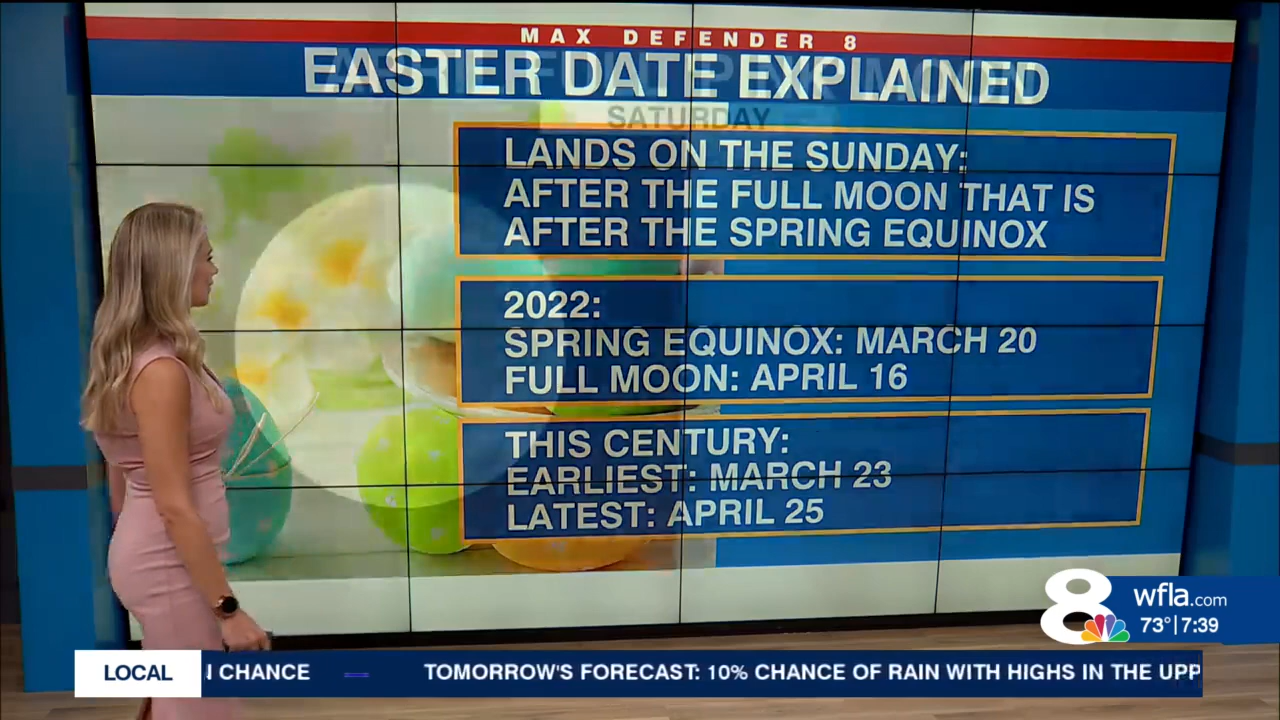 MAX DEFENDER 8
EASTER DATE EXPLAINED
SATURDAY
LANDS ON THE SUNDAY:
AFTER THE FULL MOON THAT IS
AFTER THE SPRING EQUINOX
2022:
SPRING EQUINOX: MARCH 20
FULL MOON: APRIL 16
THIS CENTURY:
EARLIEST: MARCH 23
LATEST: APRIL 25
8 wfla.com
73° | 7:39
LOCAL
CHANCE
TOMORROW'S FORECAST: 10% CHANCE OF RAIN WITH HIGHS IN THE UPP